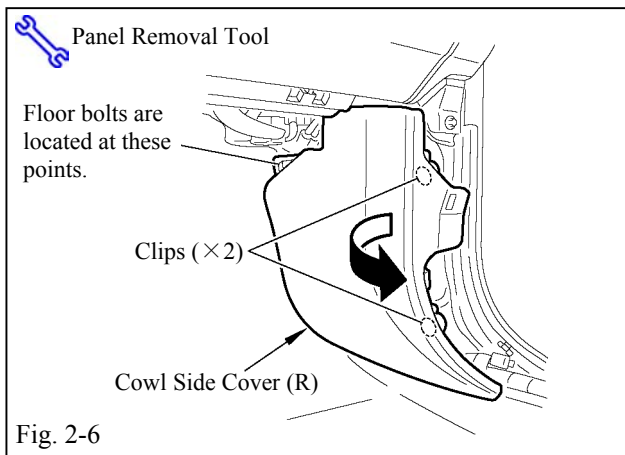 Panel Removal Tool
Floor bolts are
located at these
points.
Clips (×2)
Cowl Side Cover (R)
Fig. 2-6